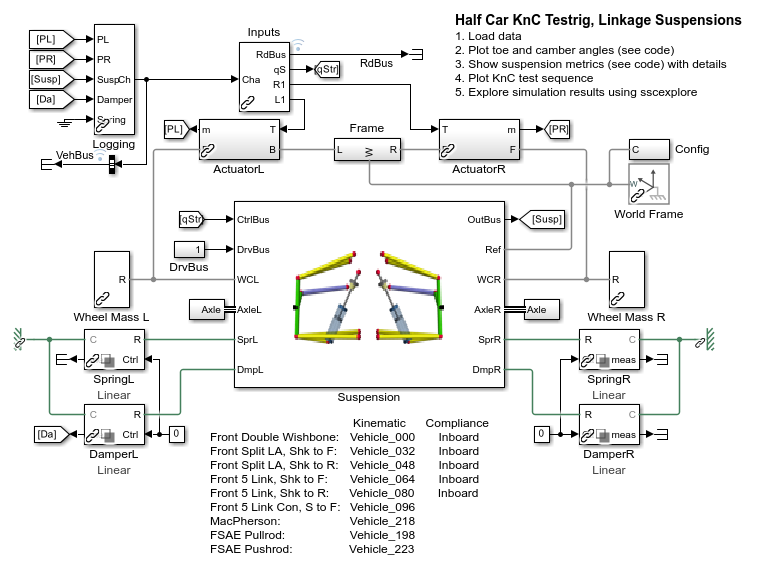 Half Car KnC Testrig, Linkage Suspensions
1. Load data
2. Plot toe and camber angles (see code)
3. Show suspension metrics (see code) with details
4. Plot KnC test sequence
5. Explore simulation results using sscexplore
[PL]
[PR]
[Susp]
[Da]
PL
PR
SuspCh
Damper
Spring
Logging
VehBus
Inputs
Cha
RdBus
qS
R1
L1
[qStr]
RdBus
[PL]
m
T
B
ActuatorL
Frame
L
R
T
m
F
ActuatorR
[PR]
C
Config
W
World Frame
[qStr]
1
DrvBus
CtrlBus
DrvBus
WCL
AxleL
SprL
DmpL
OutBus
Ref
WCR
AxleR
SprR
DmpR
Suspension
[Susp]
R
Wheel Mass L
Axle
Axle
R
Wheel Mass R
C
R
Ctrl
SpringL
Linear
C
R
Ctrl
DamperL
Linear
[Da]
0
R
C
meas
SpringR
Linear
R
C
meas
DamperR
Linear
0
Kinematic Compliance
Front Double Wishbone: Vehicle_000 Inboard
Front Split LA, Shk to F: Vehicle_032 Inboard
Front Split LA, Shk to R: Vehicle_048 Inboard
Front 5 Link, Shk to F: Vehicle_064 Inboard
Front 5 Link, Shk to R: Vehicle_080 Inboard
Front 5 Link Con, S to F: Vehicle_096
MacPherson: Vehicle_218
FSAE Pullrod: Vehicle_198
FSAE Pushrod: Vehicle_223